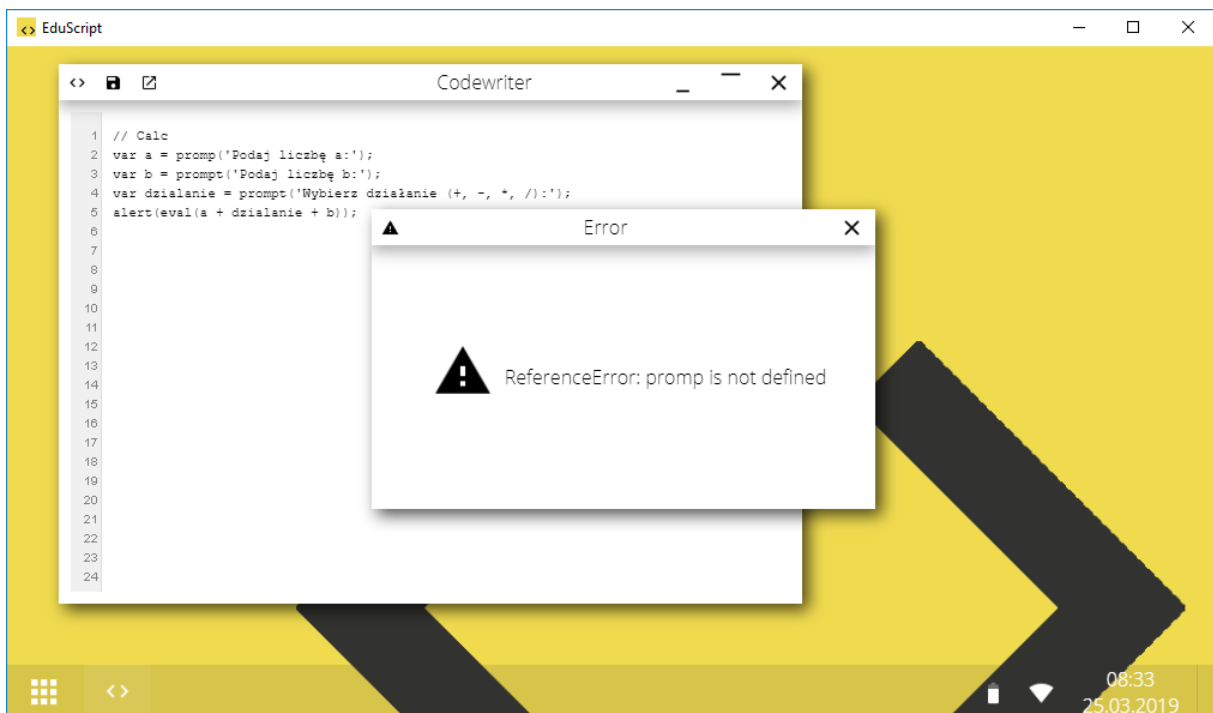 EduScript
Codewriter
1 // Calc
2 var a = promp('Podaj liczbę a:');
3 var b = prompt('Podaj liczbę b:');
4 var dzialanie = prompt('Wybierz działanie (+, -, *, /):');
5 alert(eval(a + dzialanie + b));
6
7
8
9
10
11
12
13
14
15
16
17
18
19
20
21
22
23
24
Error
ReferenceError: promp is not defined
08:33
25.03.2019